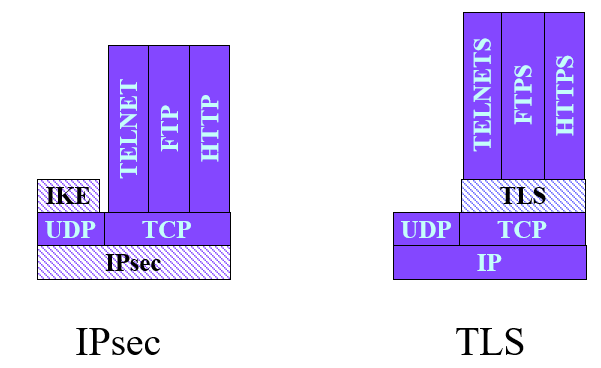 TELNET FTP HTTP
IKE
UDP TCP
IPsec
IPsec
TELNETS FTPS HTTPS
TLS
UDP TCP
IP
TLS